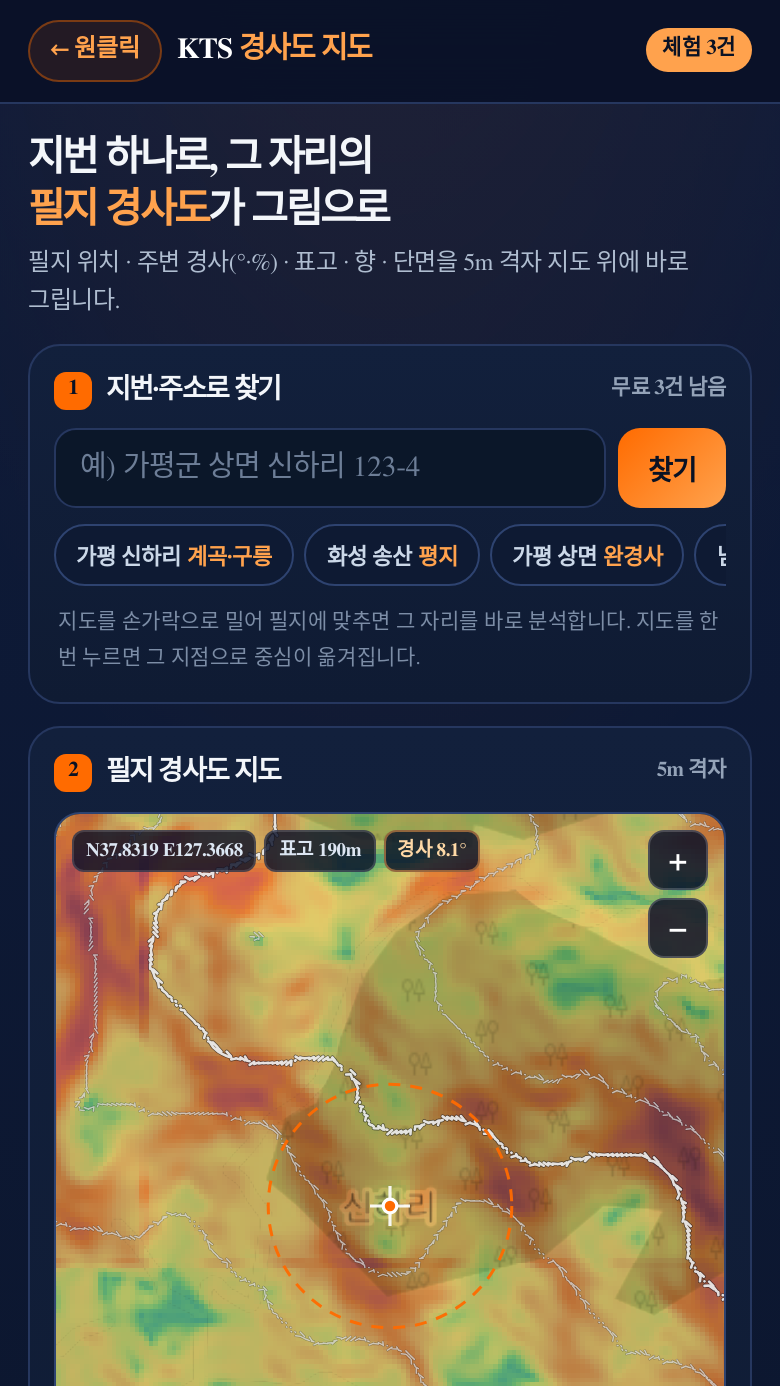 ← 원클릭
KTS 경사도 지도
체험 3건
지번 하나로, 그 자리의
필지 경사도가 그림으로
필지 위치 · 주변 경사(°·%) · 표고 · 향 · 단면을 5m 격자 지도 위에 바로
그립니다.
1 지번·주소로 찾기
무료 3건 남음
예) 가평군 상면 신하리 123-4
찾기
가평 신하리 계곡·구릉
화성 송산 평지
가평 상면 완경사
지도를 손가락으로 밀어 필지에 맞추면 그 자리를 바로 분석합니다. 지도를 한
번 누르면 그 지점으로 중심이 옮겨집니다.
2 필지 경사도 지도
5m 격자
N37.8319 E127.3668
표고 190m
경사 8.1°
+
−